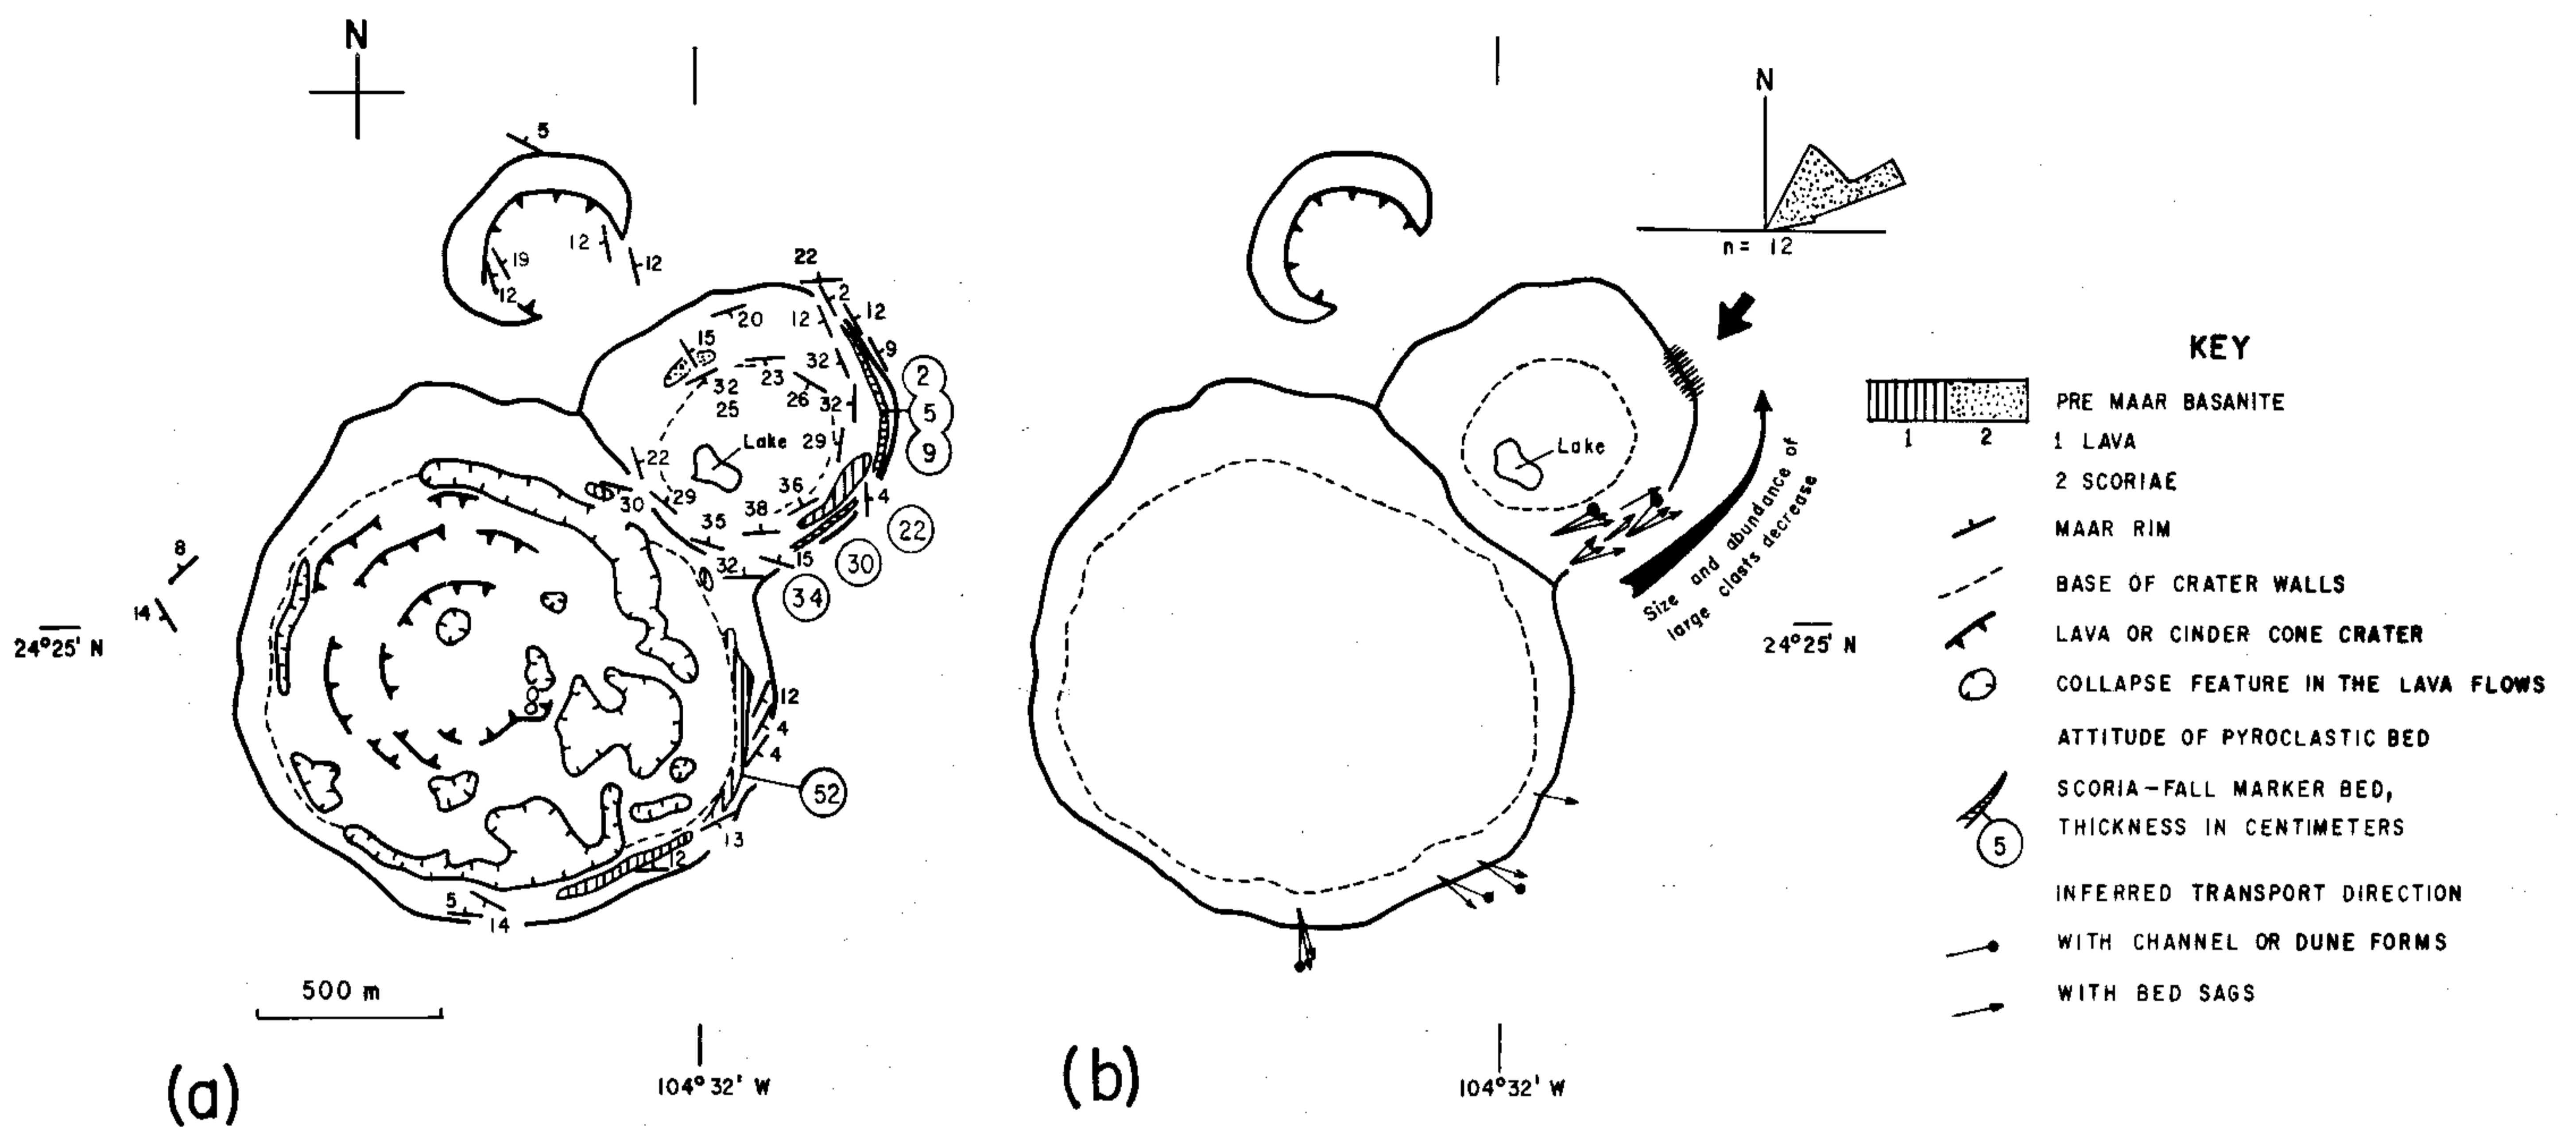 N
5
19
12
12
12
22
2
12
12
9
20
15
32
25
23
26
32
32
29
Lake
2
5
9
22
30
29
36
38
35
4
22
30
15
32
34
8
14
24°25' N
12
4
4
52
13
12
5
14
500 m
(a)
104°32' W
N
n= 12
Lake
Size and abundance of
large clasts decrease
24°25' N
(b)
104°32' W
KEY
PRE MAAR BASANITE
1 2
1 LAVA
2 SCORIAE
MAAR RIM
BASE OF CRATER WALLS
LAVA OR CINDER CONE CRATER
COLLAPSE FEATURE IN THE LAVA FLOWS
ATTITUDE OF PYROCLASTIC BED
SCORIA-FALL MARKER BED,
THICKNESS IN CENTIMETERS
5
INFERRED TRANSPORT DIRECTION
WITH CHANNEL OR DUNE FORMS
WITH BED SAGS